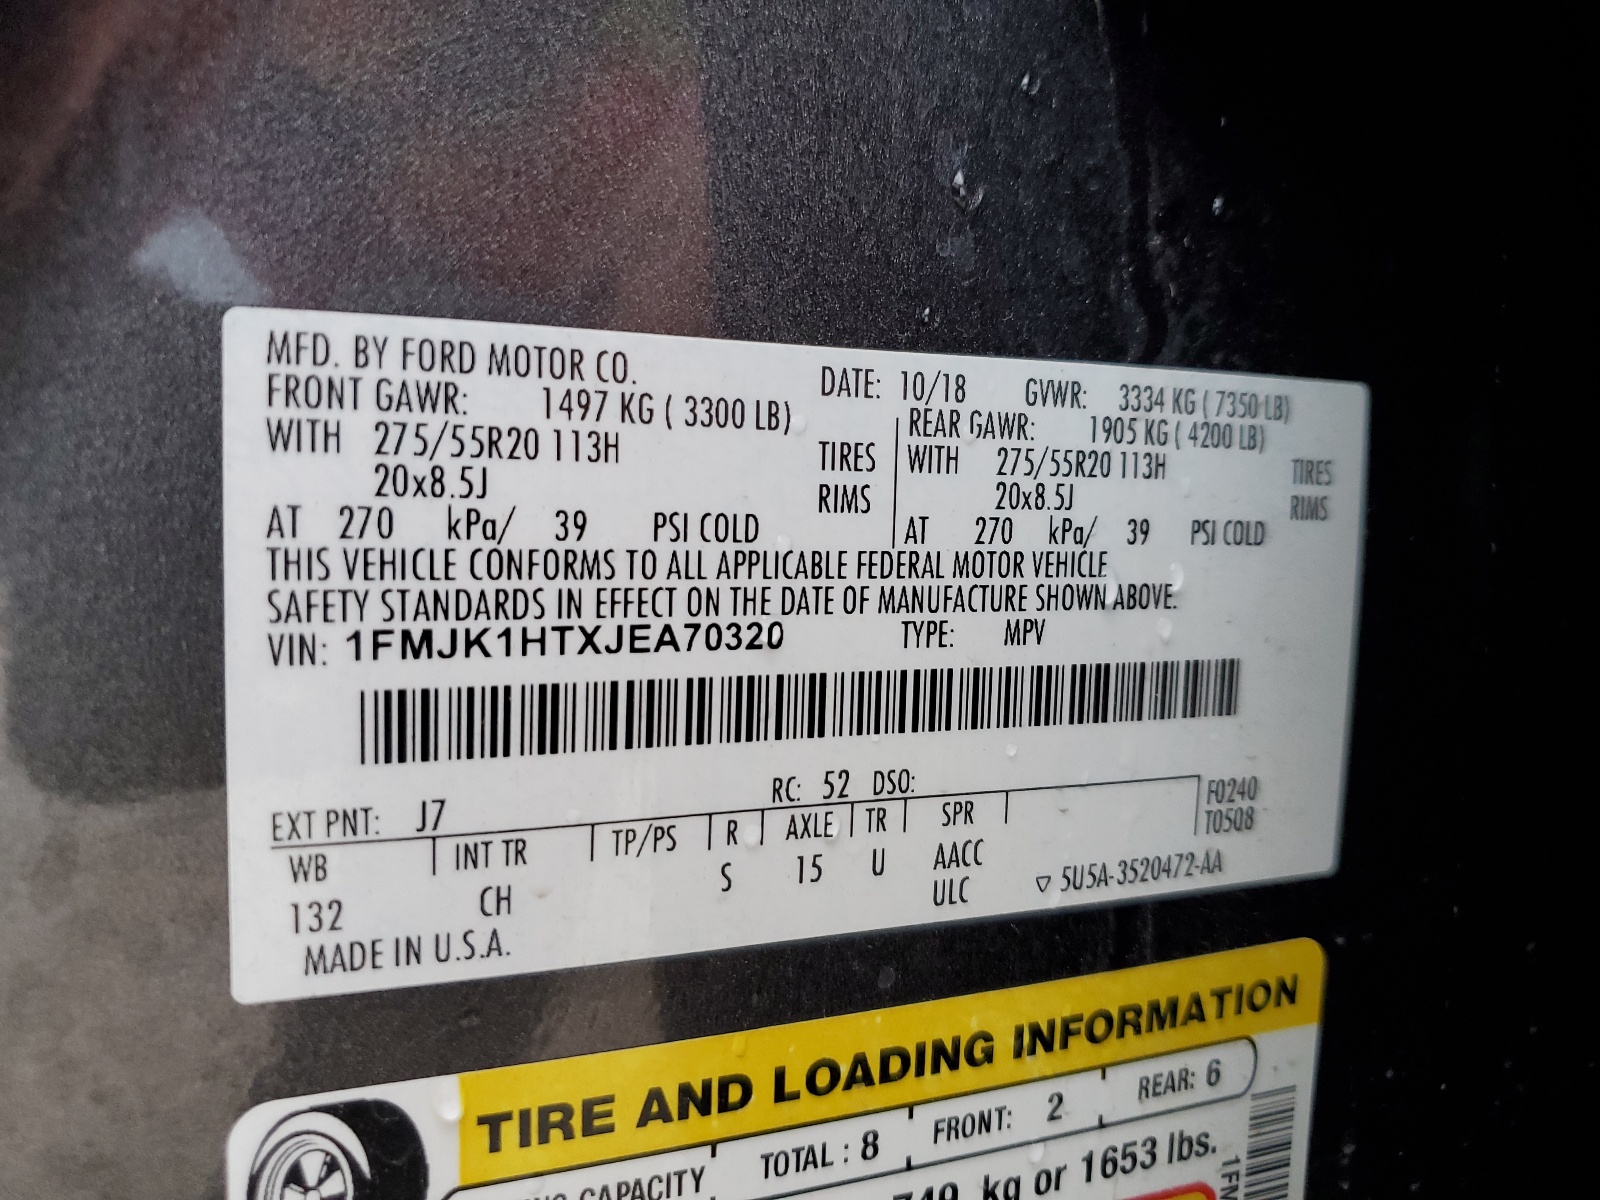 MFD. BY FORD MOTOR CO. DATE: 10/18 GVWR: 3334 KG ( 7350 LB)
FRONT GAWR: 1497 KG ( 3300 LB) REAR GAWR: 1905 KG ( 4200 LB)
WITH 275/55R20 113H TIRES WITH 275/55R20 113H TIRES
20x8.5J RIMS 20x8.5J RIMS
AT 270 kPa/ 39 PSI COLD AT 270 kPa/ 39 PSI COLD
THIS VEHICLE CONFORMS TO ALL APPLICABLE FEDERAL MOTOR VEHICLE
SAFETY STANDARDS IN EFFECT ON THE DATE OF MANUFACTURE SHOWN ABOVE.
VIN: 1FMJK1HTXJEA70320 TYPE: MPV
EXT PNT: J7 RC: 52 DSO: F0240
WB INT TR TP/PS R AXLE TR SPR T0508
132 CH S 15 U AACC
ULC ▽ 5U5A-3520472-AA
MADE IN U.S.A.
TIRE AND LOADING INFORMATION
CAPACITY TOTAL : 8 FRONT: 2 REAR: 6
kg or 1653 lbs.